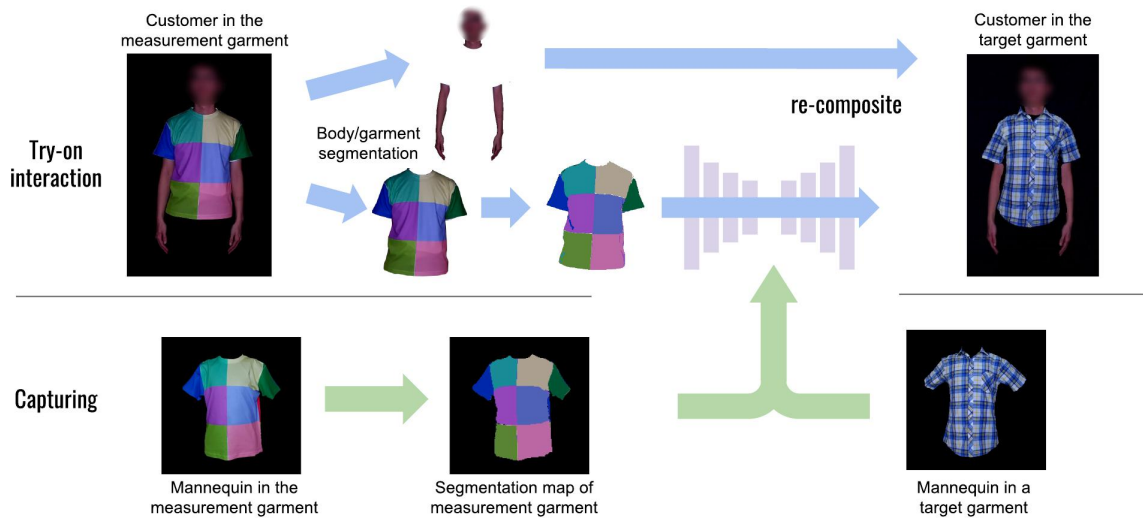 Customer in the
measurement garment
Customer in the
target garment
re-composite
Body/garment
segmentation
Try-on
interaction
Capturing
Mannequin in the
measurement garment
Segmentation map of
measurement garment
Mannequin in a
target garment